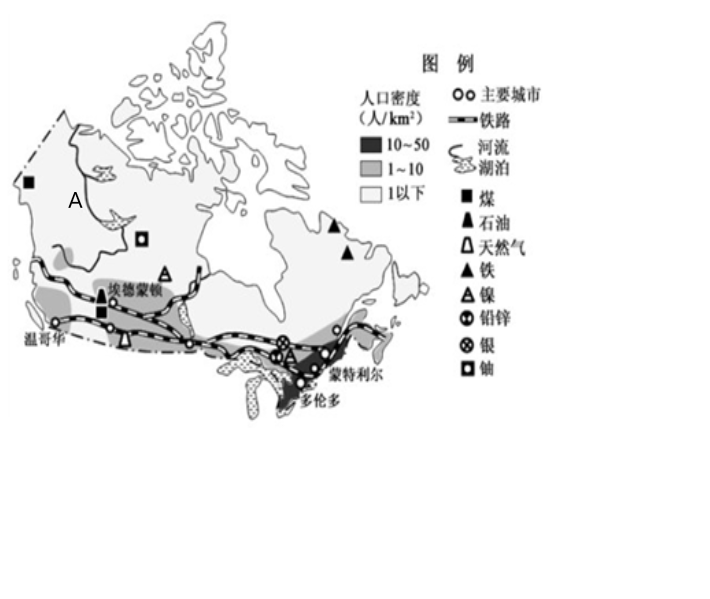 图 例
人口密度
(人/km²)
10~50
1~10
1以下
主要城市
铁路
河流
湖泊
煤
石油
天然气
铁
镍
铅锌
银
铀
A
埃德蒙顿
温哥华
蒙特利尔
多伦多